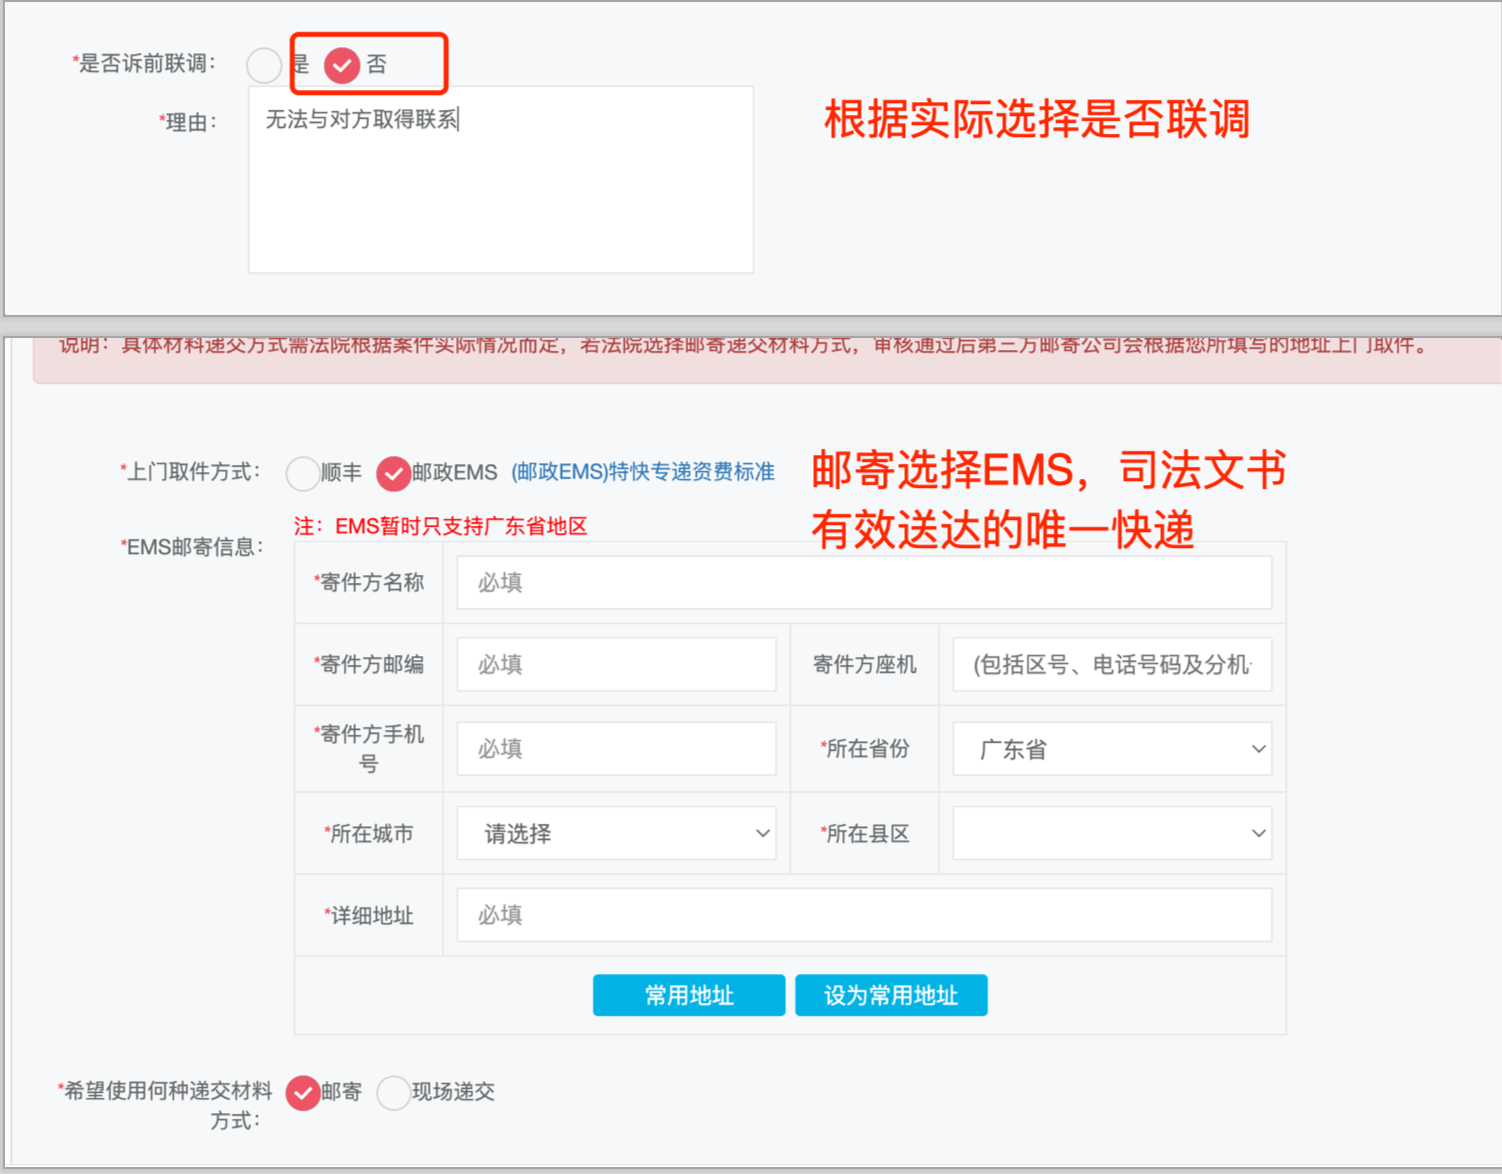 *是否诉前联调： 是 否
*理由： 无法与对方取得联系
根据实际选择是否联调
说明：具体材料递交方式需法院根据案件实际情况而定，若法院选择邮寄递交材料方式，审核通过后第三方邮寄公司会根据您所填写的地址上门取件。
*上门取件方式： 顺丰 邮政EMS (邮政EMS)特快专递资费标准
邮寄选择EMS，司法文书
有效送达的唯一快递
注：EMS暂时只支持广东省地区
*EMS邮寄信息：
*寄件方名称 必填
*寄件方邮编 必填 寄件方座机 (包括区号、电话号码及分机
*寄件方手机
号 必填 *所在省份 广东省
*所在城市 请选择 *所在县区
*详细地址 必填
常用地址 设为常用地址
*希望使用何种递交材料
方式： 邮寄 现场递交